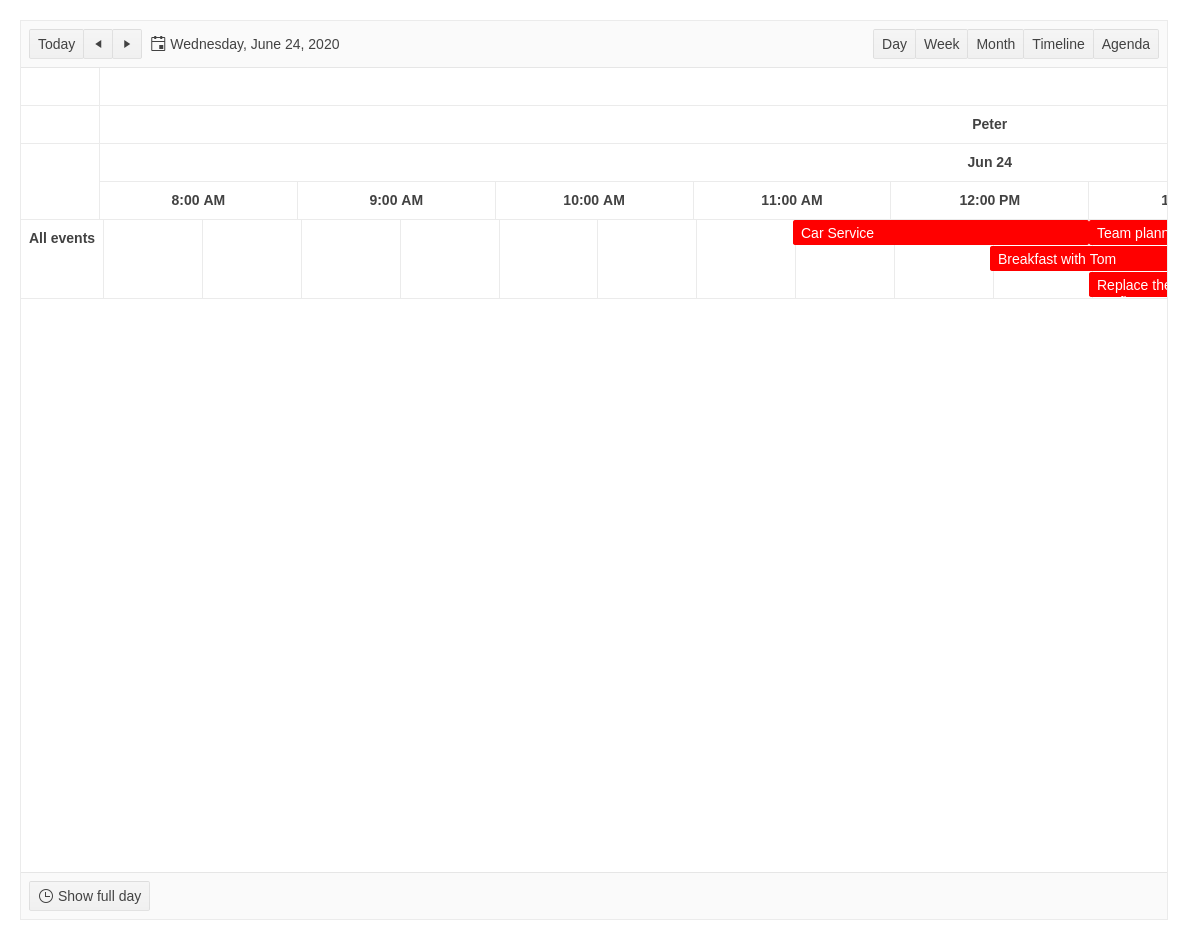 Today
Wednesday, June 24, 2020
Day
Week
Month
Timeline
Agenda
Peter
Jun 24
8:00 AM
9:00 AM
10:00 AM
11:00 AM
12:00 PM
All events
Car Service
Team plann
Breakfast with Tom
Replace the
Show full day